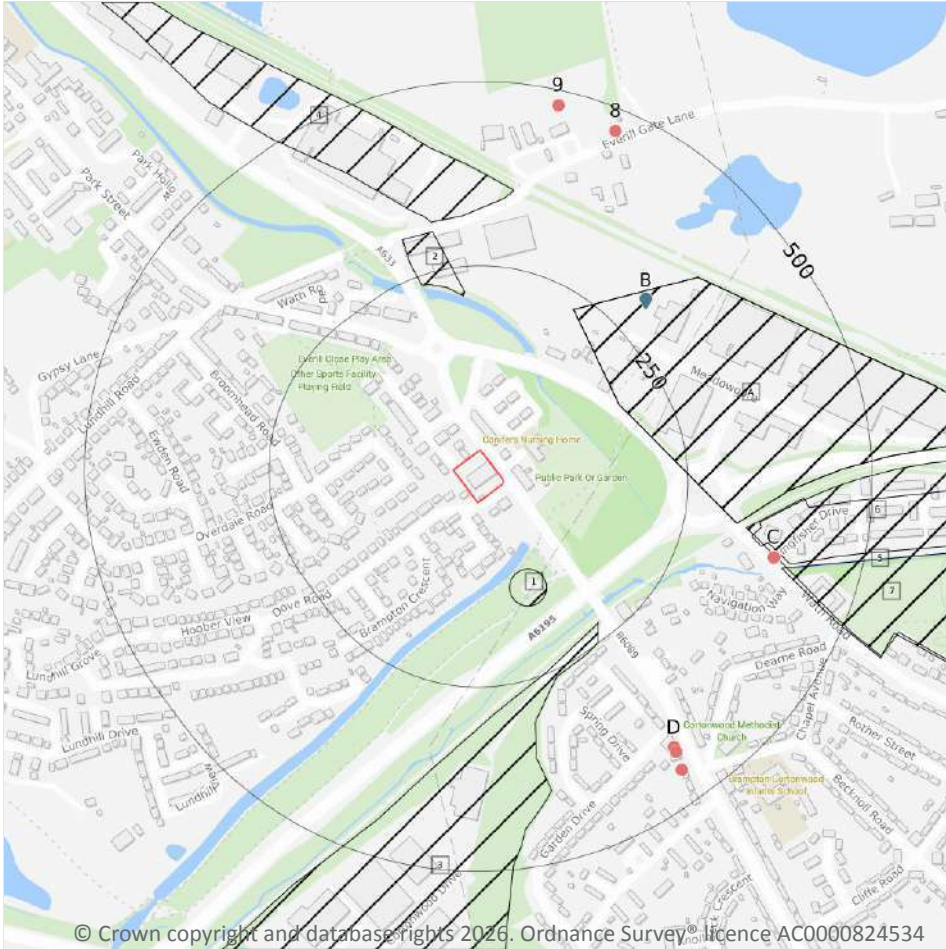 9
8
Everill Gate Lane
4
Park Hollow
Park Street
500
A633
2
B
Wath Road
250
Everill Close Play Area
Other Sports Facility
Playing Field
Gypsy Lane
Lundhill Road
Broomhead Road
Ewden Road
Conifers Nursing Home
Public Park Or Garden
Overdale Road
6
C
5
7
1
Brampton Crescent
Dove Road
Hoober View
Navigation Way
Wath Road
A6195
B6089
Lundhill Grove
Dearne Road
Chapel Avenue
Spring Drive
D
Cortonwood Methodist
Church
Rother Street
Lundhill Drive
Brampton Cortonwood
Infants School
Becknoll Road
Garden Drive
3
Cliffe Road
© Crown copyright and database rights 2026. Ordnance Survey® licence AC0000824534